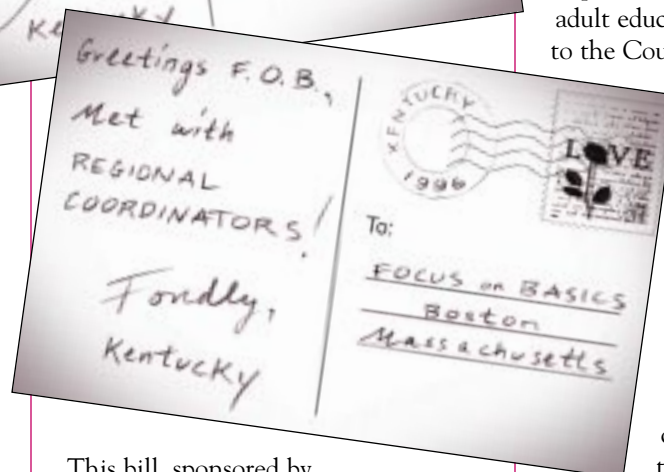 Kentucky
adult educ
to the Cou
Greetings F.O.B.,
Met with
REGIONAL
COORDINATORS!
Fondly,
Kentucky
KENTUCKY
1996
LOVE
To:
FOCUS on BASICS
Boston
Massachusetts
This bill, sponsored by